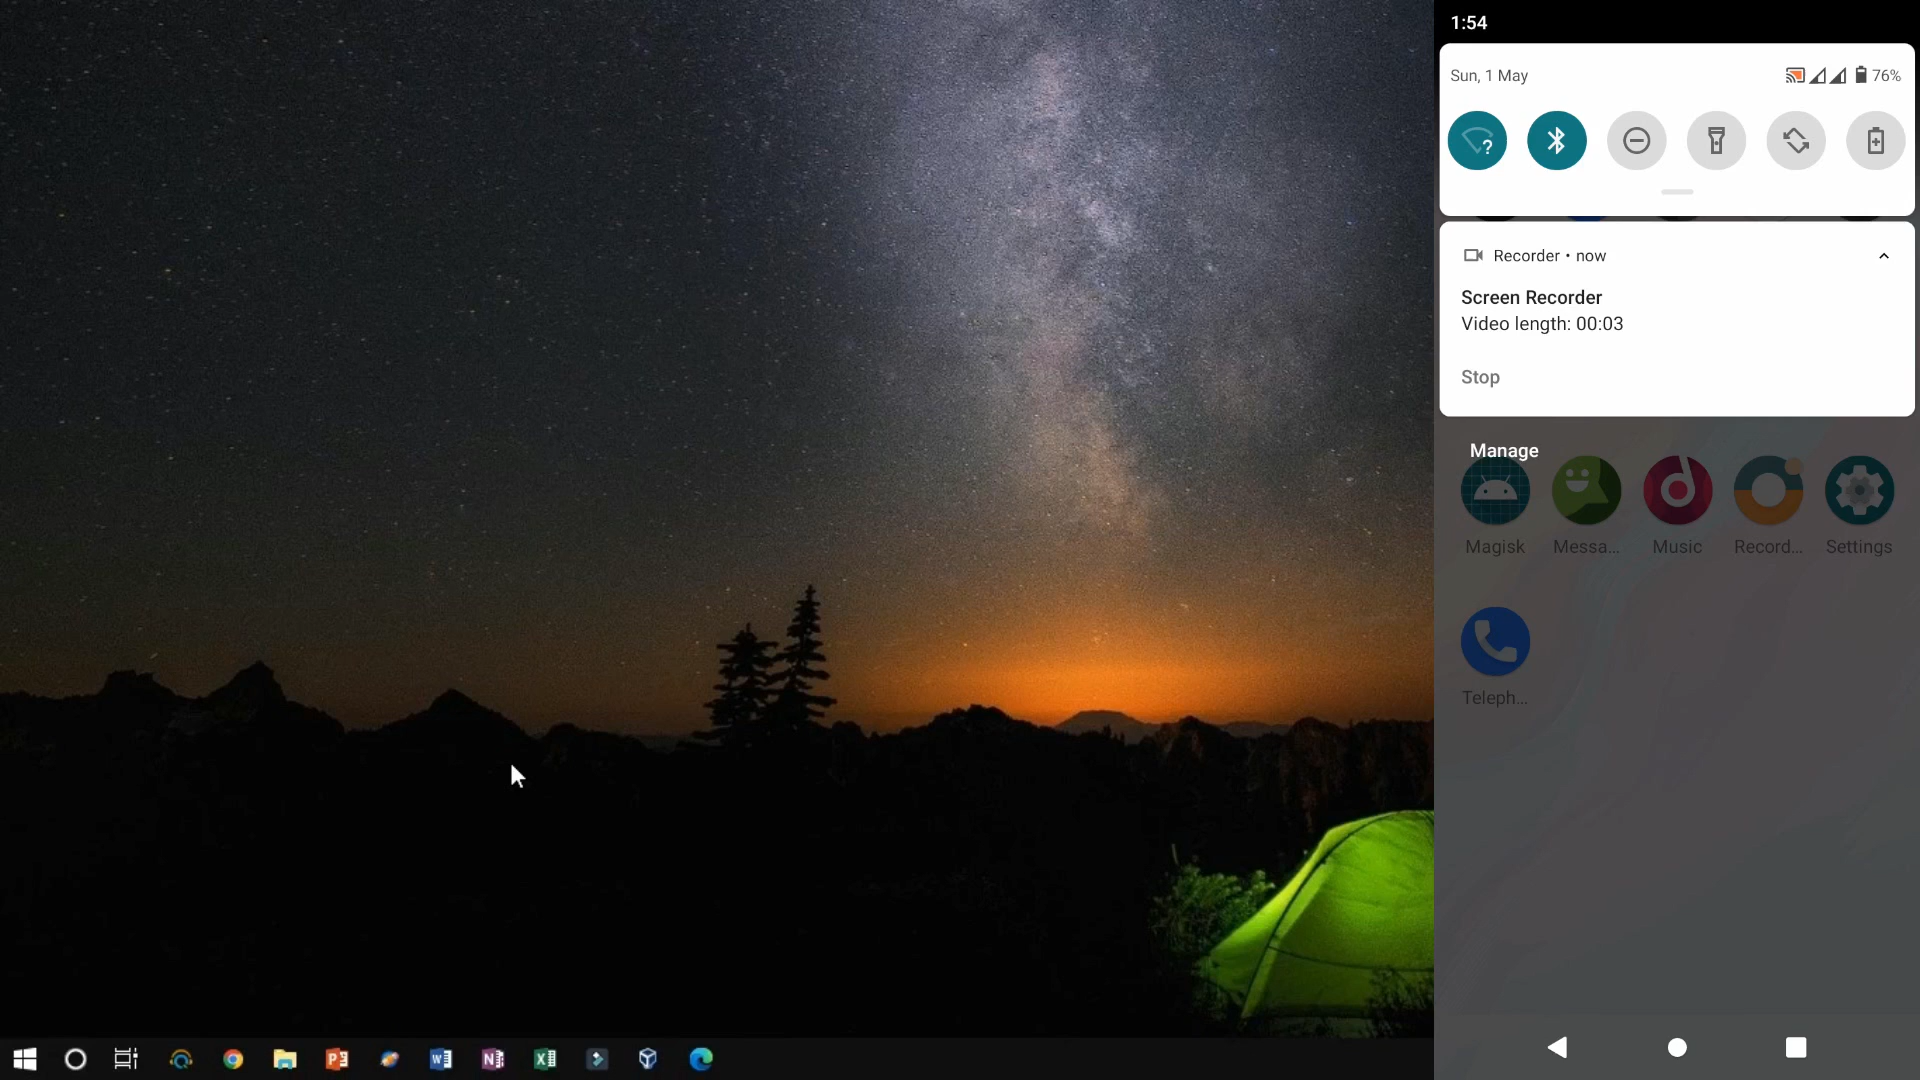 1:54
Sun, 1 May
76%
?
Recorder • now
Screen Recorder
Video length: 00:03
Stop
Manage
Magisk
Messa...
Music
Record...
Settings
Teleph...